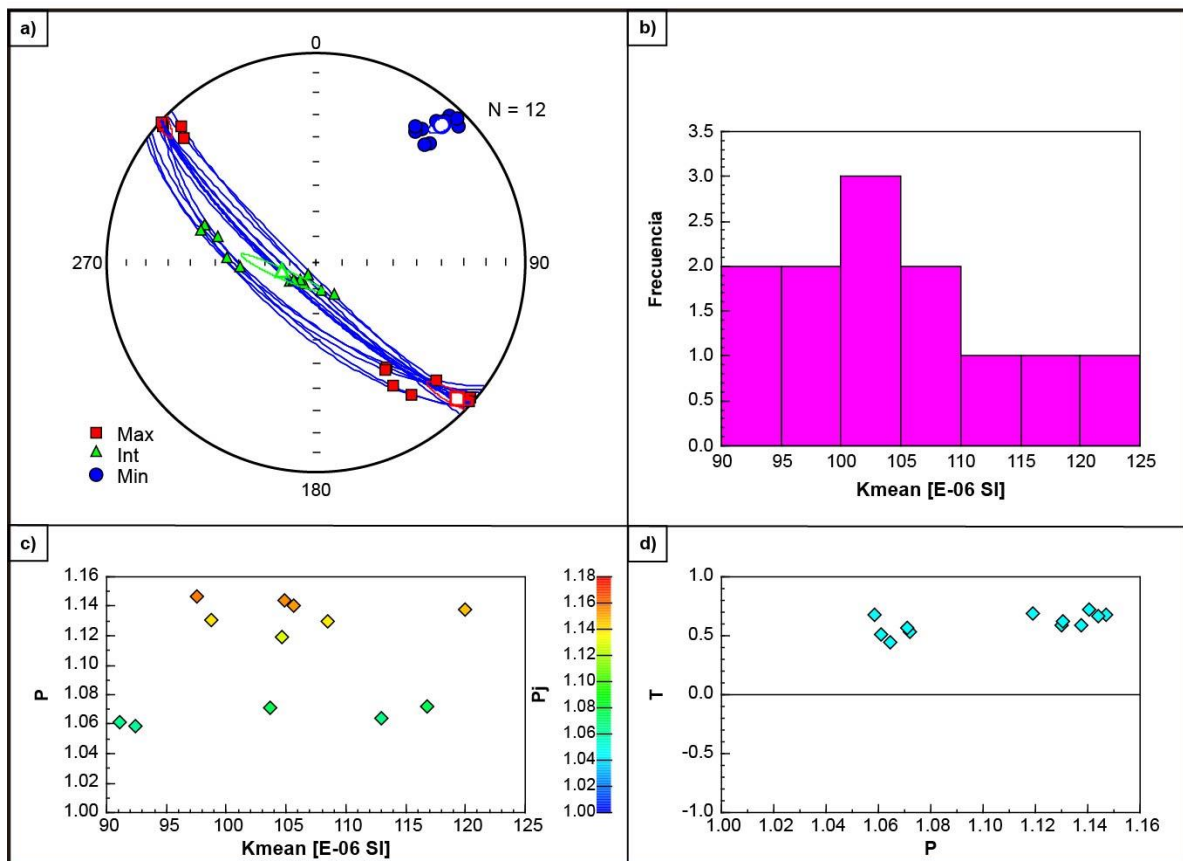 a)
0
N = 12
270
90
180
Max
Int
Min
b)
Frecuencia
3.5
3.0
2.5
2.0
1.5
1.0
0.5
0.0
90 95 100 105 110 115 120 125
Kmean [E-06 SI]
c)
P
1.16
1.14
1.12
1.10
1.08
1.06
1.04
1.02
1.00
90 95 100 105 110 115 120 125
Kmean [E-06 SI]
Pj
1.18
1.16
1.14
1.12
1.10
1.08
1.06
1.04
1.02
1.00
d)
T
1.0
0.5
0.0
-0.5
-1.0
1.00 1.02 1.04 1.06 1.08 1.10 1.12 1.14 1.16
P